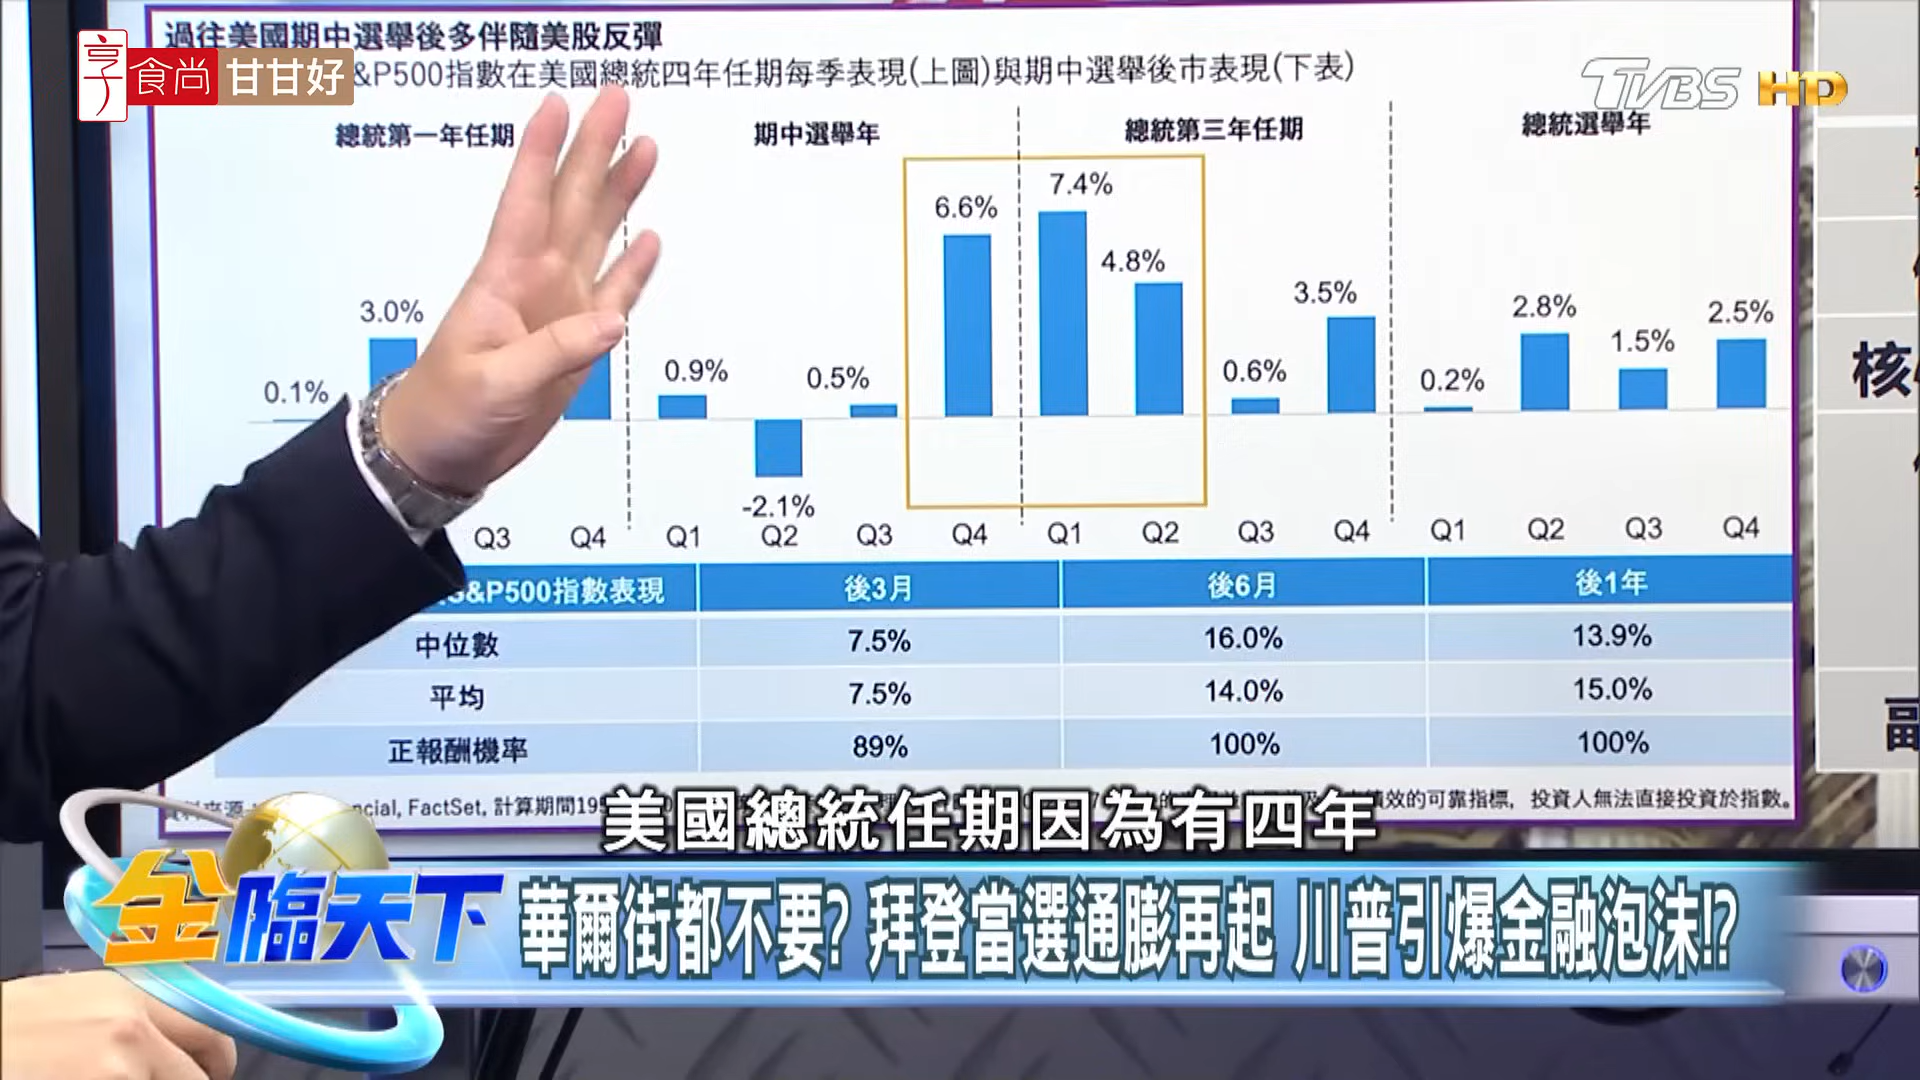 過往美國期中選舉後多伴隨美股反彈
享 食尚 甘甘好
&P500指數在美國總統四年任期每季表現(上圖)與期中選舉後市表現(下表)
TVBS HD
總統第一年任期 期中選舉年 總統第三年任期 總統選舉年
0.1% 3.0% 0.9% -2.1% 0.5% 6.6% 7.4% 4.8% 0.6% 3.5% 0.2% 2.8% 1.5% 2.5%
Q3 Q4 Q1 Q2 Q3 Q4 Q1 Q2 Q3 Q4 Q1 Q2 Q3 Q4
S&P500指數表現 後3月 後6月 後1年
中位數 7.5% 16.0% 13.9%
平均 7.5% 14.0% 15.0%
正報酬機率 89% 100% 100%
核
副
ncial, FactSet, 計算期間195
績效的可靠指標，投資人無法直接投資於指數。
美國總統任期因為有四年
金臨天下
華爾街都不要? 拜登當選通膨再起 川普引爆金融泡沫!?